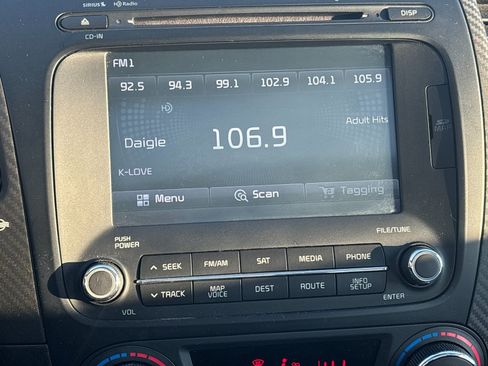 SIRIUS HD Radio
CD-IN
DISP
FM1
92.5 94.3 99.1 102.9 104.1 105.9
HD
Adult Hits
Daigle 106.9
K-LOVE
Menu Scan Tagging
MAP
PUSH
POWER
FILE/TUNE
SEEK FM/AM SAT MEDIA PHONE
TRACK MAP VOICE DEST ROUTE INFO SETUP
VOL
ENTER